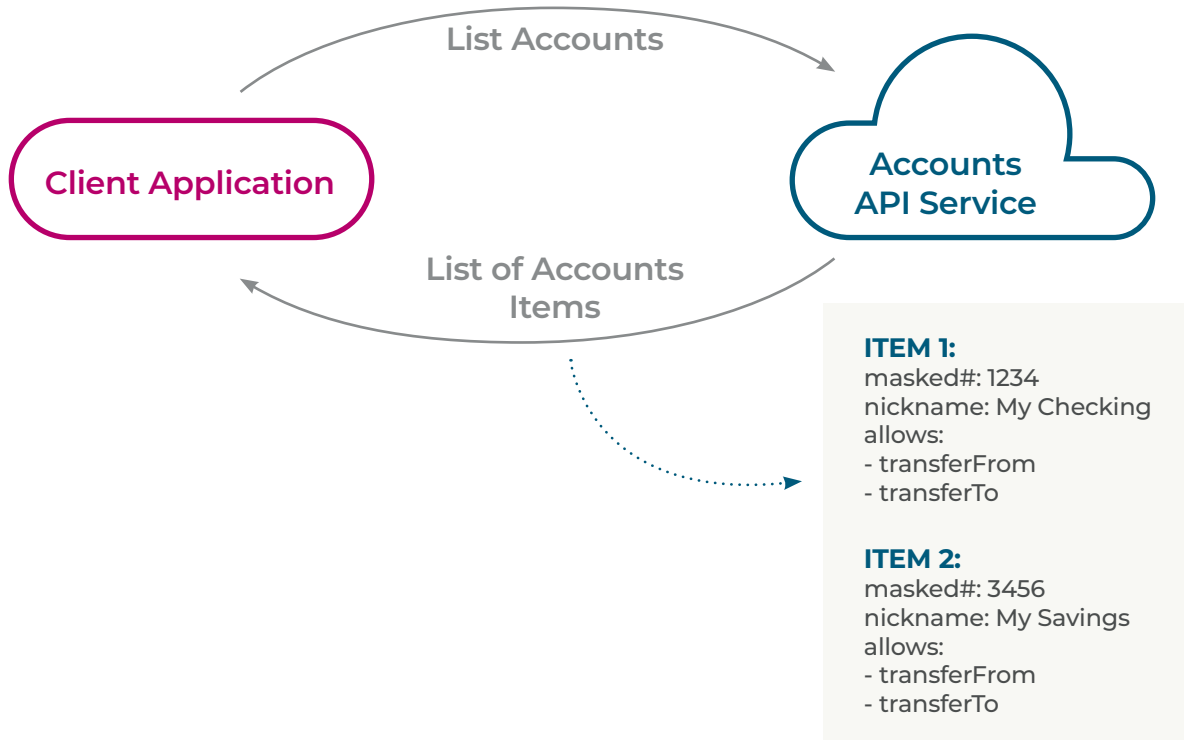 List Accounts
Client Application
Accounts
API Service
List of Accounts
Items
ITEM 1:
masked#: 1234
nickname: My Checking
allows:
- transferFrom
- transferTo
ITEM 2:
masked#: 3456
nickname: My Savings
allows:
- transferFrom
- transferTo